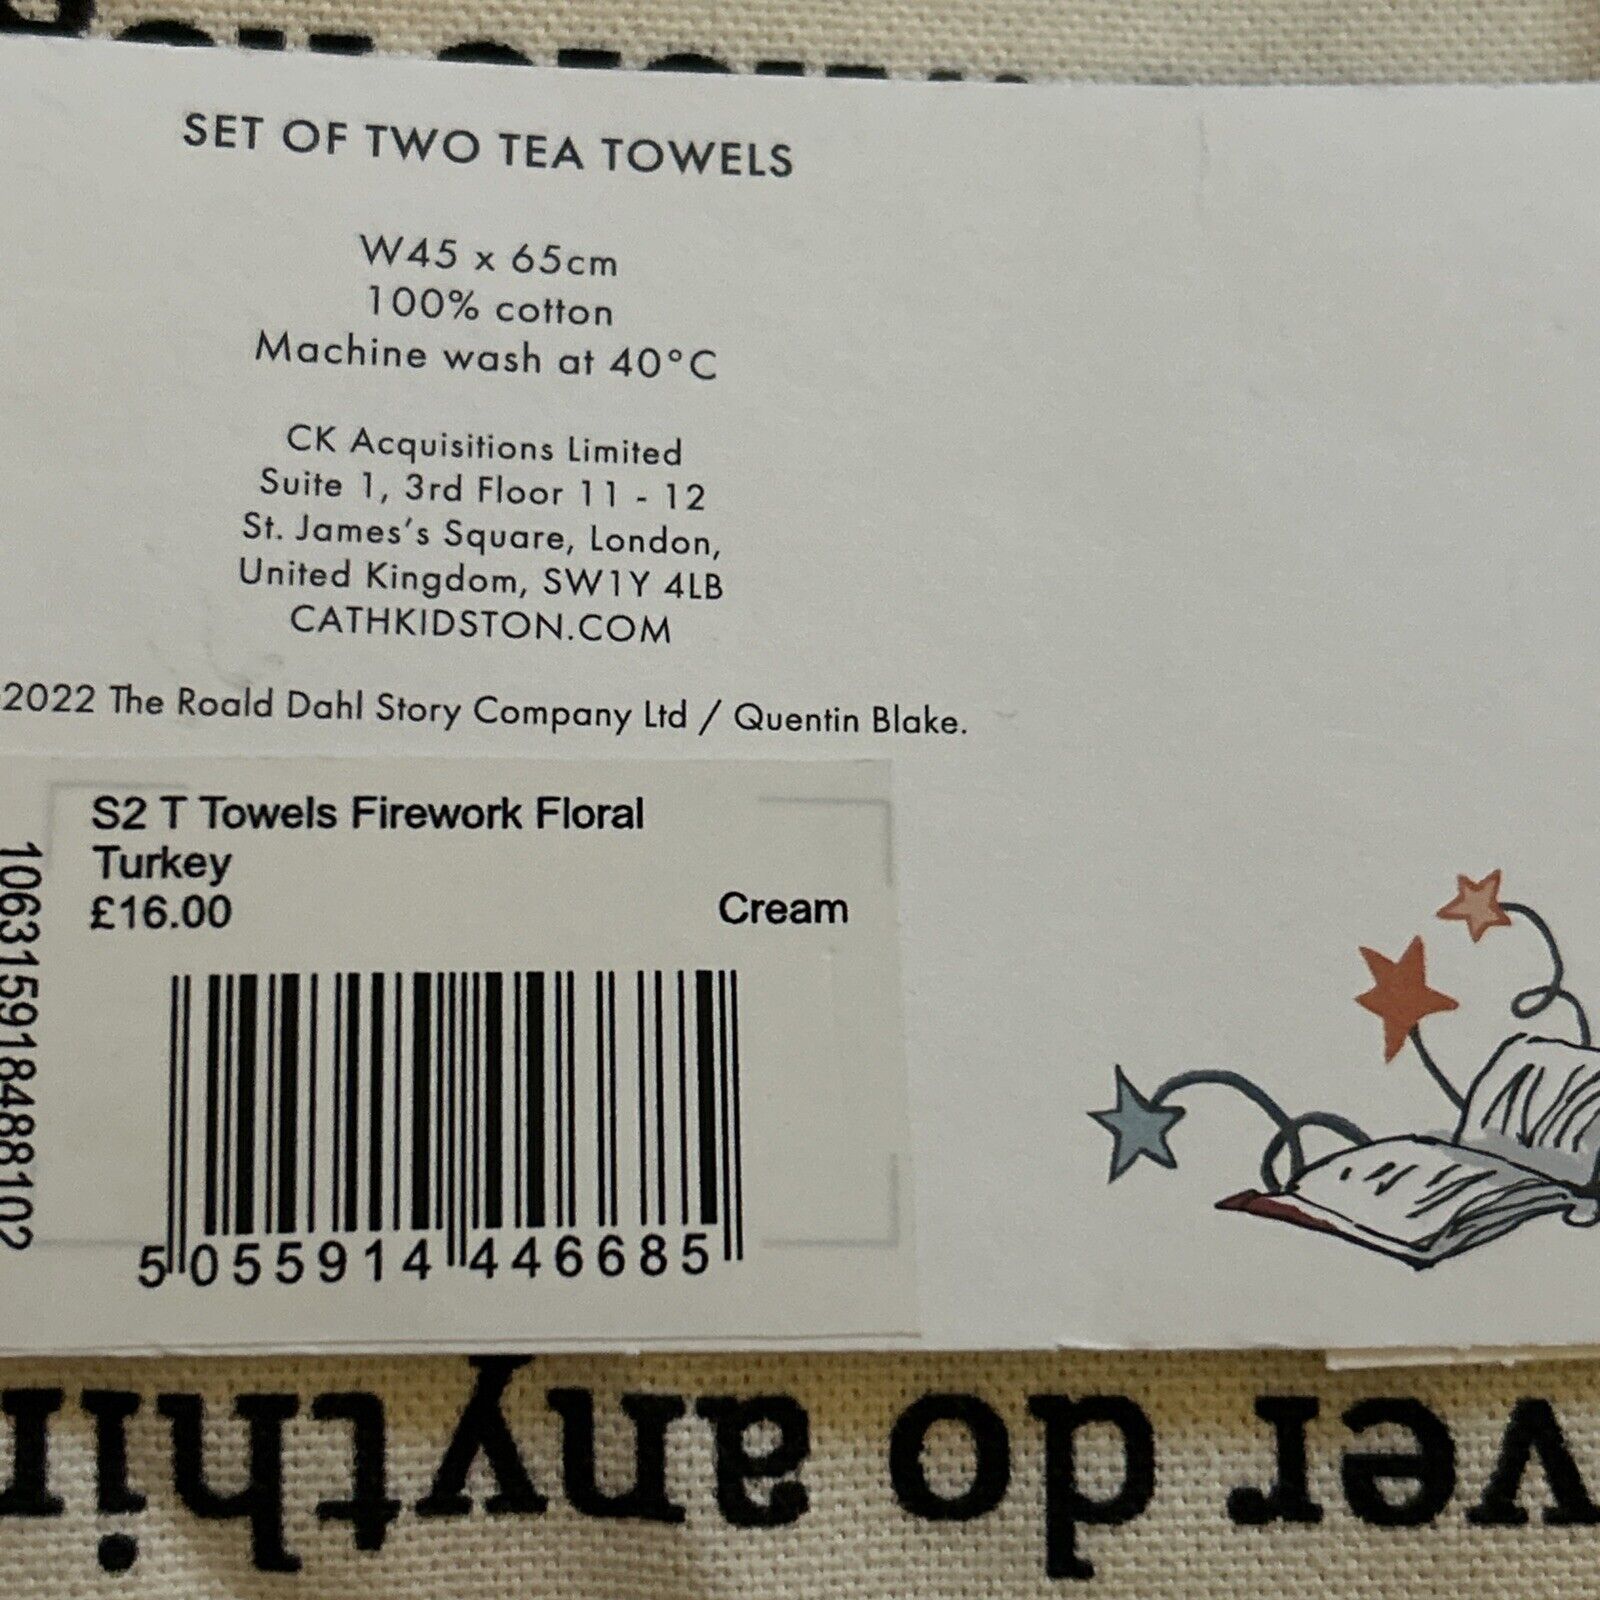 SET OF TWO TEA TOWELS
W45 x 65cm
100% cotton
Machine wash at 40°C
CK Acquisitions Limited
Suite 1, 3rd Floor 11 - 12
St. James's Square, London,
United Kingdom, SW1Y 4LB
CATHKIDSTON.COM
2022 The Roald Dahl Story Company Ltd / Quentin Blake.
S2 T Towels Firework Floral
Turkey
£16.00 Cream
106315918488102
5 055914 446685
ver do anythin